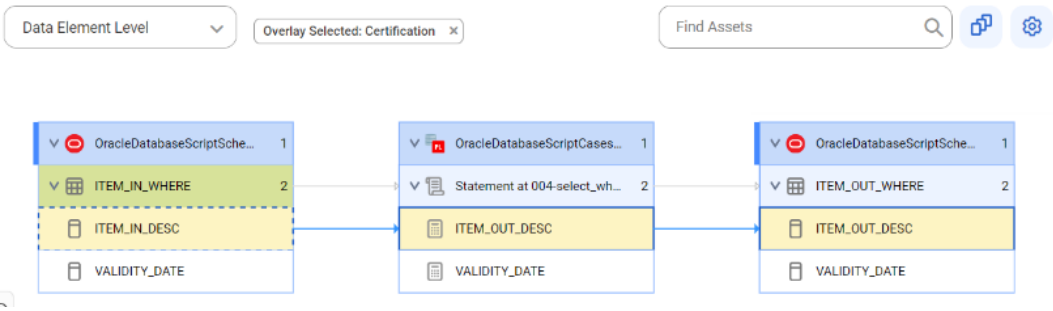 Data Element Level
Overlay Selected: Certification ×
Find Assets
OracleDatabaseScriptSche... 1
ITEM_IN_WHERE 2
ITEM_IN_DESC
VALIDITY_DATE
PL
OracleDatabaseScriptCases... 1
Statement at 004-select_wh... 2
ITEM_OUT_DESC
VALIDITY_DATE
OracleDatabaseScriptSche... 1
ITEM_OUT_WHERE 2
ITEM_OUT_DESC
VALIDITY_DATE